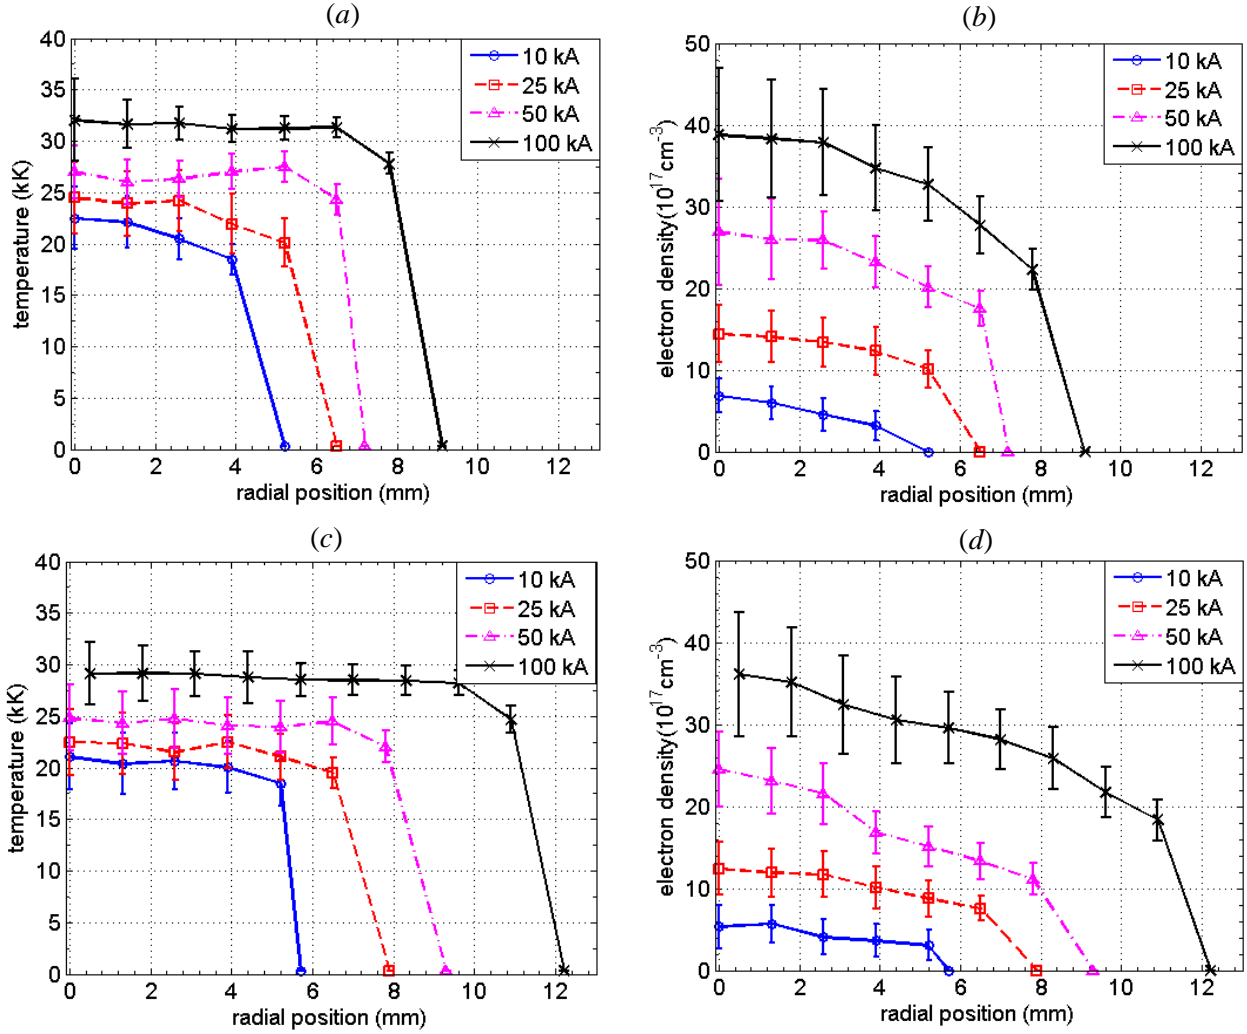 (a)
40
35
30
25
20
15
10
5
0
temperature (kK)
10 kA
25 kA
50 kA
100 kA
0 2 4 6 8 10 12
radial position (mm)
(b)
50
40
30
20
10
0
electron density(10^17 cm^-3)
10 kA
25 kA
50 kA
100 kA
0 2 4 6 8 10 12
radial position (mm)
(c)
40
35
30
25
20
15
10
5
0
temperature (kK)
10 kA
25 kA
50 kA
100 kA
0 2 4 6 8 10 12
radial position (mm)
(d)
50
40
30
20
10
0
electron density(10^17 cm^-3)
10 kA
25 kA
50 kA
100 kA
0 2 4 6 8 10 12
radial position (mm)